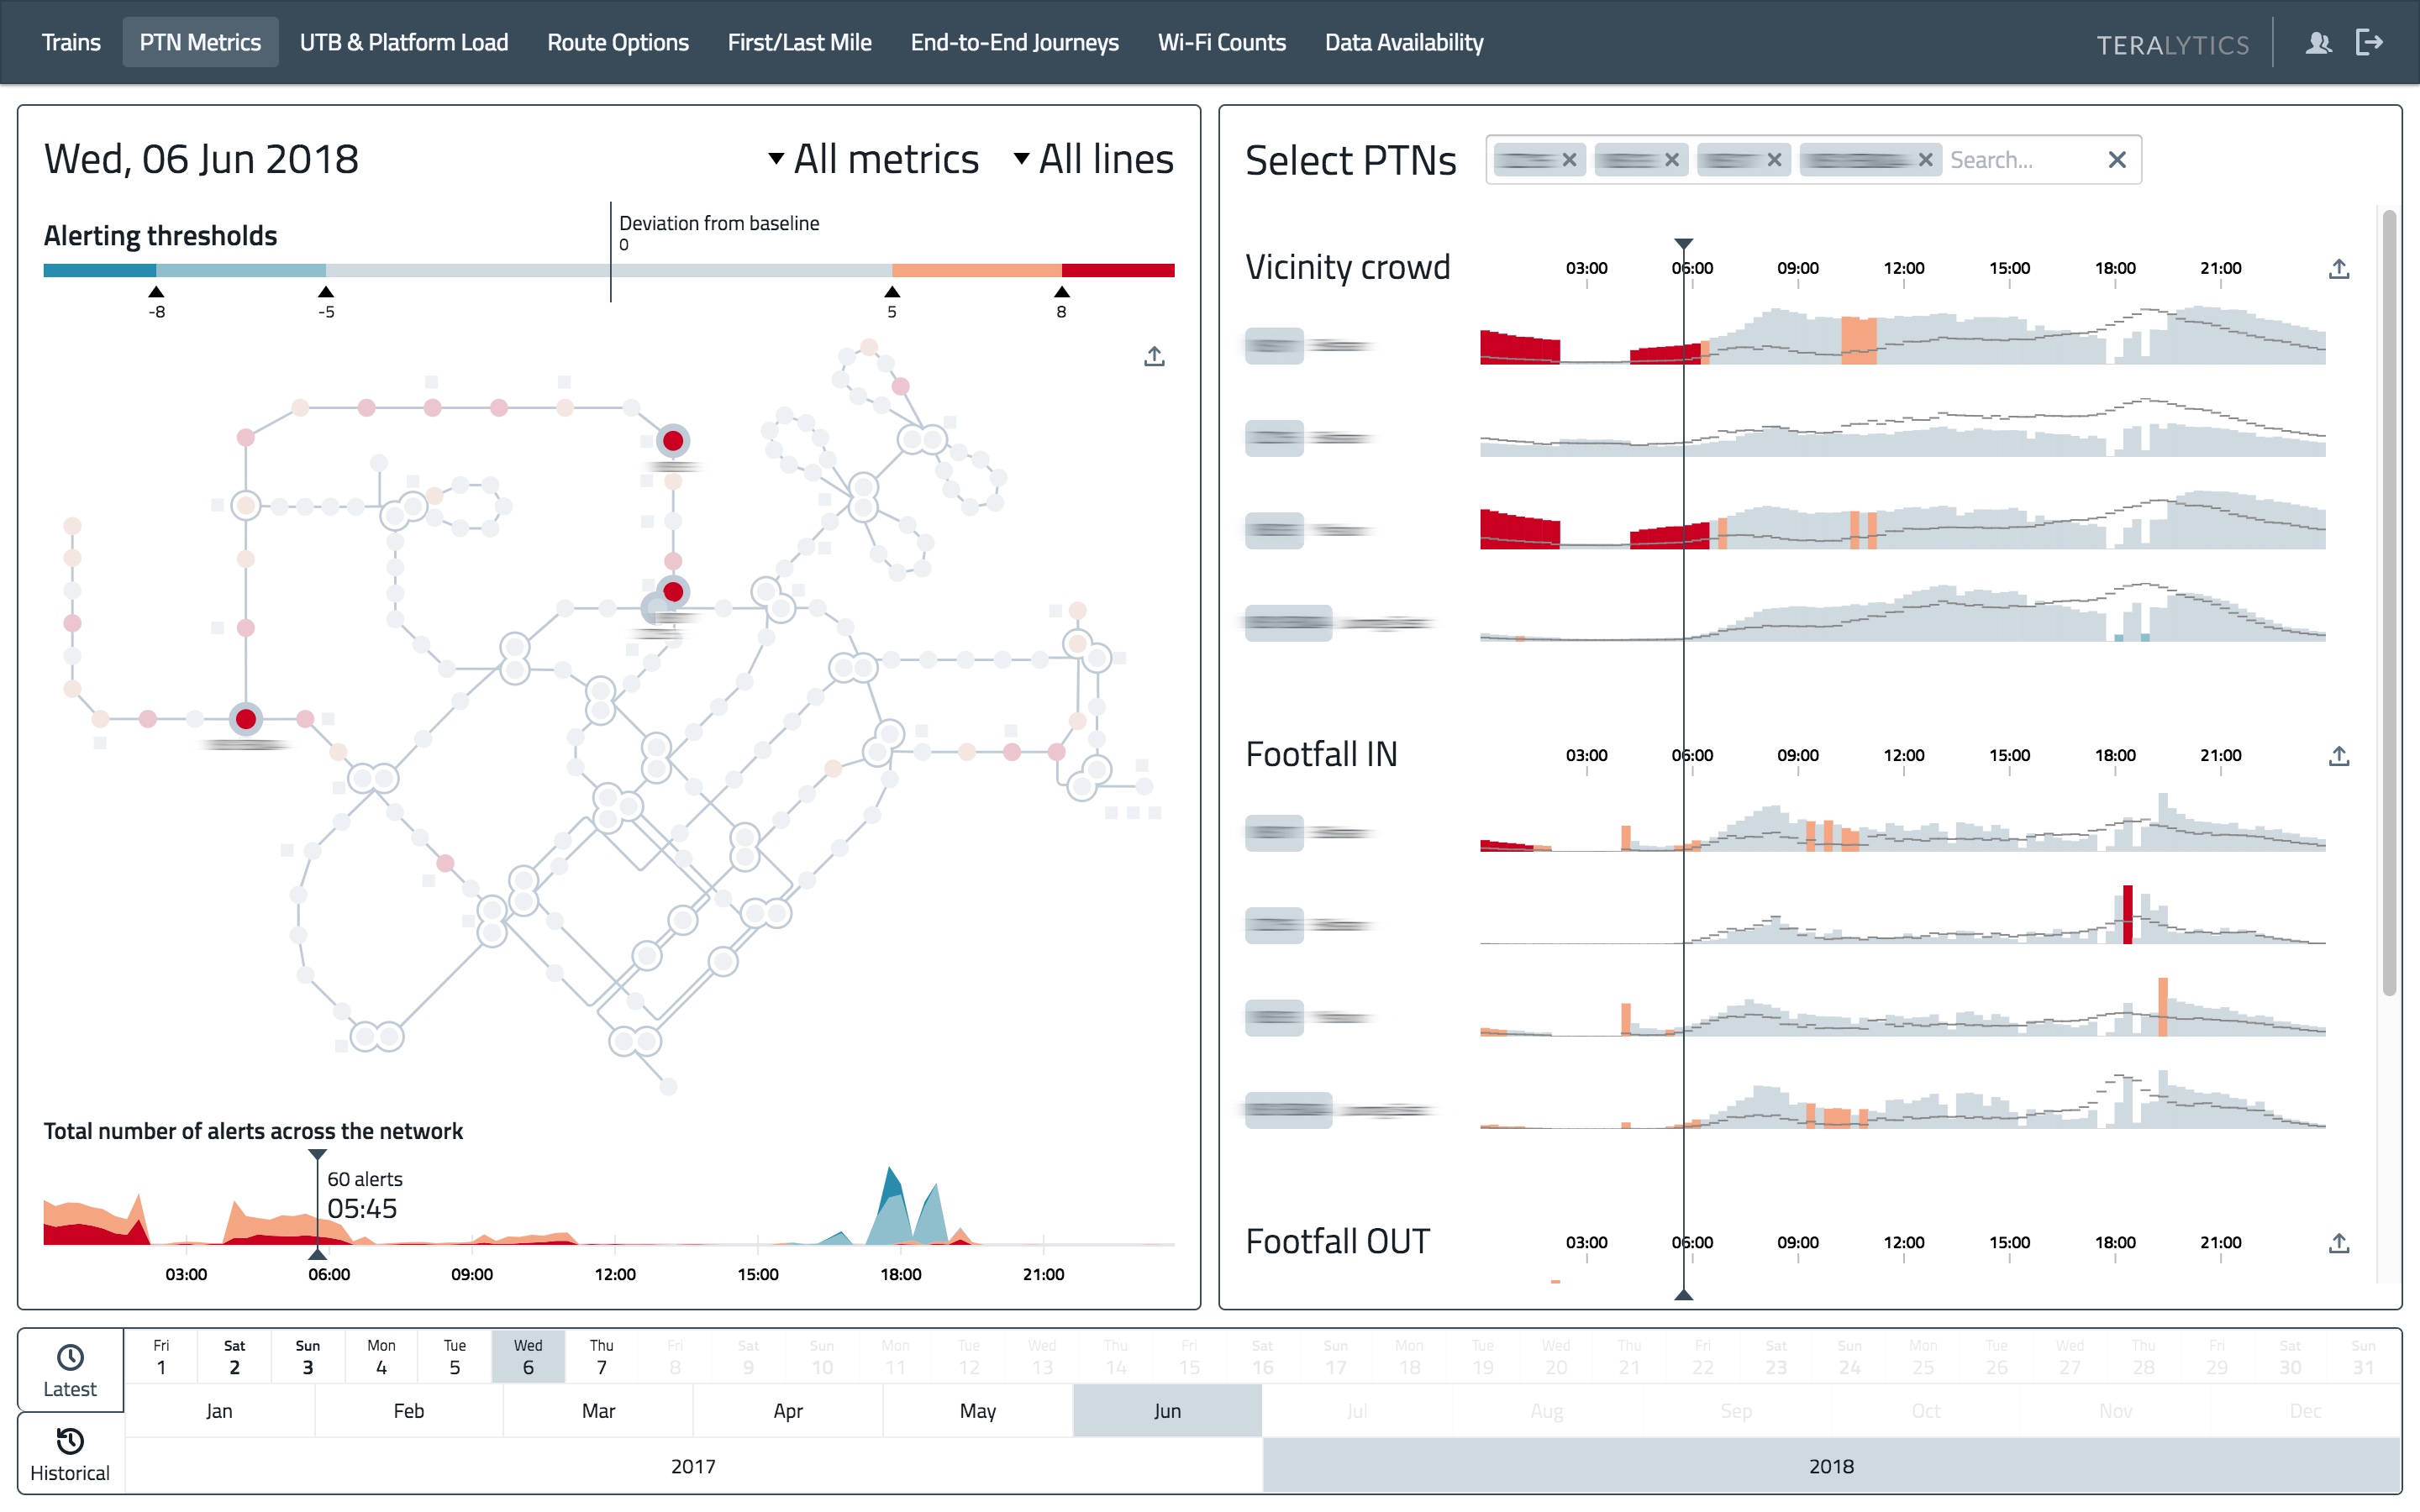 Trains PTN Metrics UTB & Platform Load Route Options First/Last Mile End-to-End Journeys Wi-Fi Counts Data Availability TERALYTICS
Wed, 06 Jun 2018 All metrics All lines
Alerting thresholds
Deviation from baseline
0
-8 -5 5 8
Total number of alerts across the network
60 alerts
05:45
03:00 06:00 09:00 12:00 15:00 18:00 21:00
Select PTNs Search...
Vicinity crowd 03:00 06:00 09:00 12:00 15:00 18:00 21:00
Footfall IN 03:00 06:00 09:00 12:00 15:00 18:00 21:00
Footfall OUT 03:00 06:00 09:00 12:00 15:00 18:00 21:00
Latest
Historical
Fri Sat Sun Mon Tue Wed Thu Fri Sat Sun Mon Tue Wed Thu Fri Sat Sun Mon Tue Wed Thu Fri Sat Sun Mon Tue Wed Thu Fri Sat Sun
1 2 3 4 5 6 7 8 9 10 11 12 13 14 15 16 17 18 19 20 21 22 23 24 25 26 27 28 29 30 31
Jan Feb Mar Apr May Jun Jul Aug Sep Oct Nov Dec
2017 2018